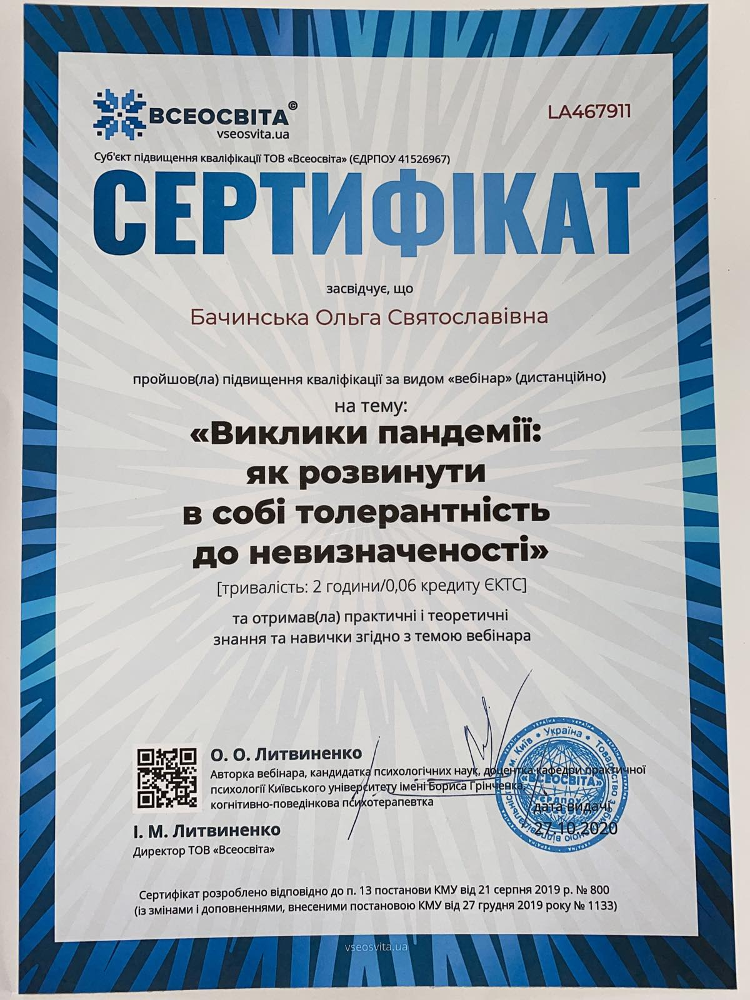 ВСЕОСВІТА©
vseosvita.ua
LA467911
Суб'єкт підвищення кваліфікації ТОВ «Всеосвіта» (ЄДРПОУ 41526967)
СЕРТИФІКАТ
засвідчує, що
Бачинська Ольга Святославівна
пройшов(ла) підвищення кваліфікації за видом «вебінар» (дистанційно)
на тему:
«Виклики пандемії:
як розвинути
в собі толерантність
до невизначеності»
[тривалість: 2 години/0,06 кредиту ЄКТС]
та отримав(ла) практичні і теоретичні
знання та навички згідно з темою вебінара
О. О. Литвиненко
Авторка вебінара, кандидатка психологічних наук, доцентка кафедри практичної
психології Київського університету імені Бориса Грінченка,
когнітивно-поведінкова психотерапевтка
І. М. Литвиненко
Директор ТОВ «Всеосвіта»
дата видачі
27.10.2020
м. Київ * Україна * Товариство з обмеженою відповідальністю
«ВСЕОСВІТА»
ЄРДПОУ
Сертифікат розроблено відповідно до п. 13 постанови КМУ від 21 серпня 2019 р. № 800
(із змінами і доповненнями, внесеними постановою КМУ від 27 грудня 2019 року № 1133)
vseosvita.ua